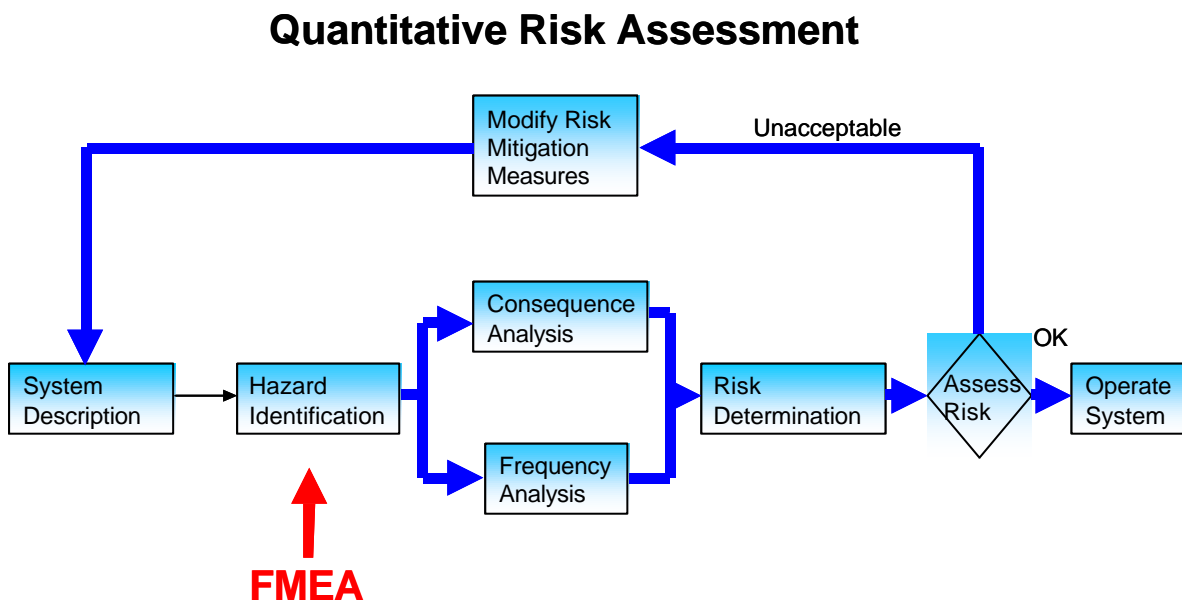 Quantitative Risk Assessment
Modify Risk
Mitigation
Measures
Unacceptable
Consequence
Analysis
System
Description
Hazard
Identification
Risk
Determination
Assess
Risk
OK
Operate
System
Frequency
Analysis
FMEA